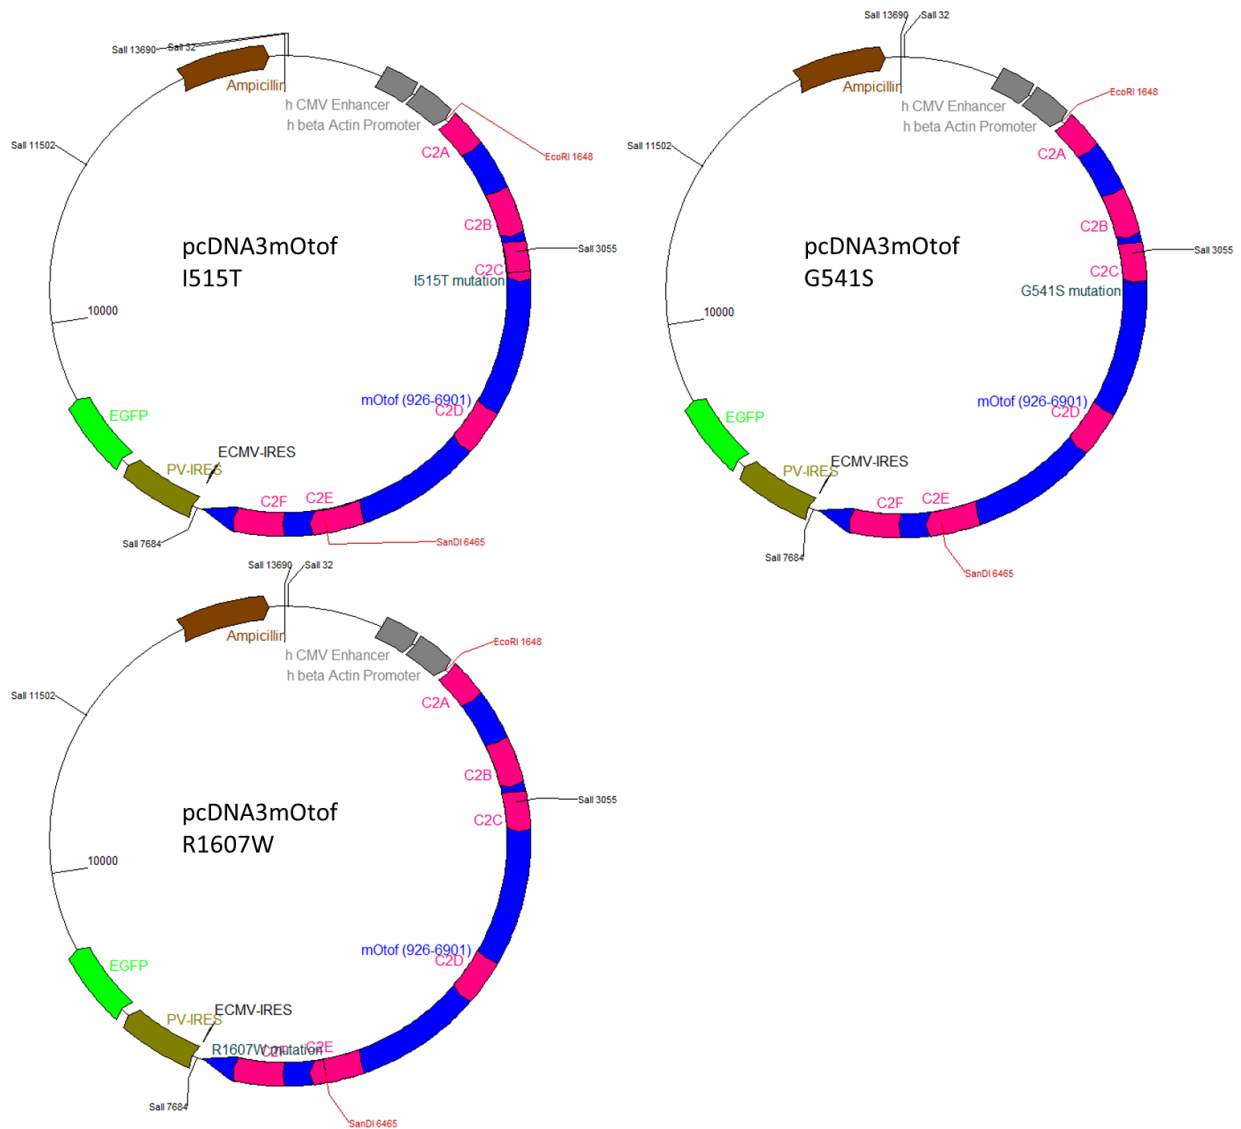 SalI 13690
SalI 32
Ampicillin
h CMV Enhancer
h beta Actin Promoter
EcoRI 1648
C2A
SalI 11502
C2B
pcDNA3mOtof
I515T
SalI 3055
C2C
I515T mutation
10000
mOtof (926-6901)
C2D
EGFP
ECMV-IRES
PV-IRES
C2F
C2E
SalI 7684
SanDI 6465
SalI 13690
SalI 32
Ampicillin
h CMV Enhancer
h beta Actin Promoter
EcoRI 1648
C2A
SalI 11502
C2B
pcDNA3mOtof
G541S
SalI 3055
C2C
G541S mutation
10000
mOtof (926-6901)
C2D
EGFP
ECMV-IRES
PV-IRES
C2F
C2E
SalI 7684
SanDI 6465
SalI 13690
SalI 32
Ampicillin
h CMV Enhancer
h beta Actin Promoter
EcoRI 1648
C2A
SalI 11502
C2B
pcDNA3mOtof
R1607W
SalI 3055
C2C
10000
mOtof (926-6901)
C2D
EGFP
ECMV-IRES
PV-IRES
R1607W mutation
C2F
C2E
SalI 7684
SanDI 6465